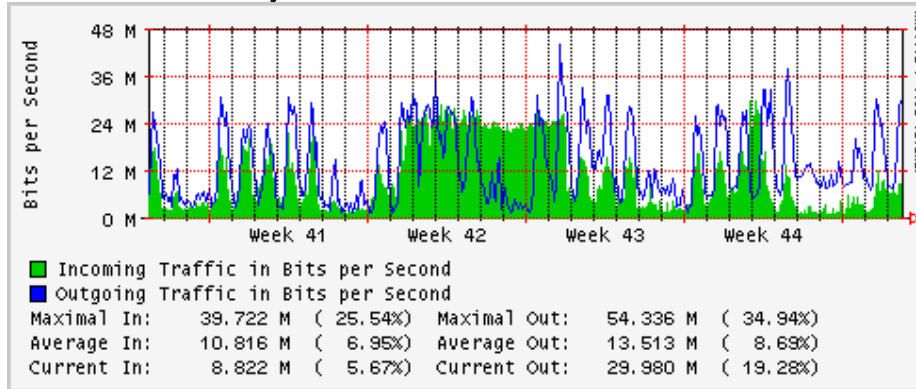 48 M
36 M
24 M
12 M
0 M
Bits per Second
Week 41 Week 42 Week 43 Week 44
Incoming Traffic in Bits per Second
Outgoing Traffic in Bits per Second
Maximal In: 39.722 M ( 25.54%) Maximal Out: 54.336 M ( 34.94%)
Average In: 10.816 M ( 6.95%) Average Out: 13.513 M ( 8.69%)
Current In: 8.822 M ( 5.67%) Current Out: 29.980 M ( 19.28%)